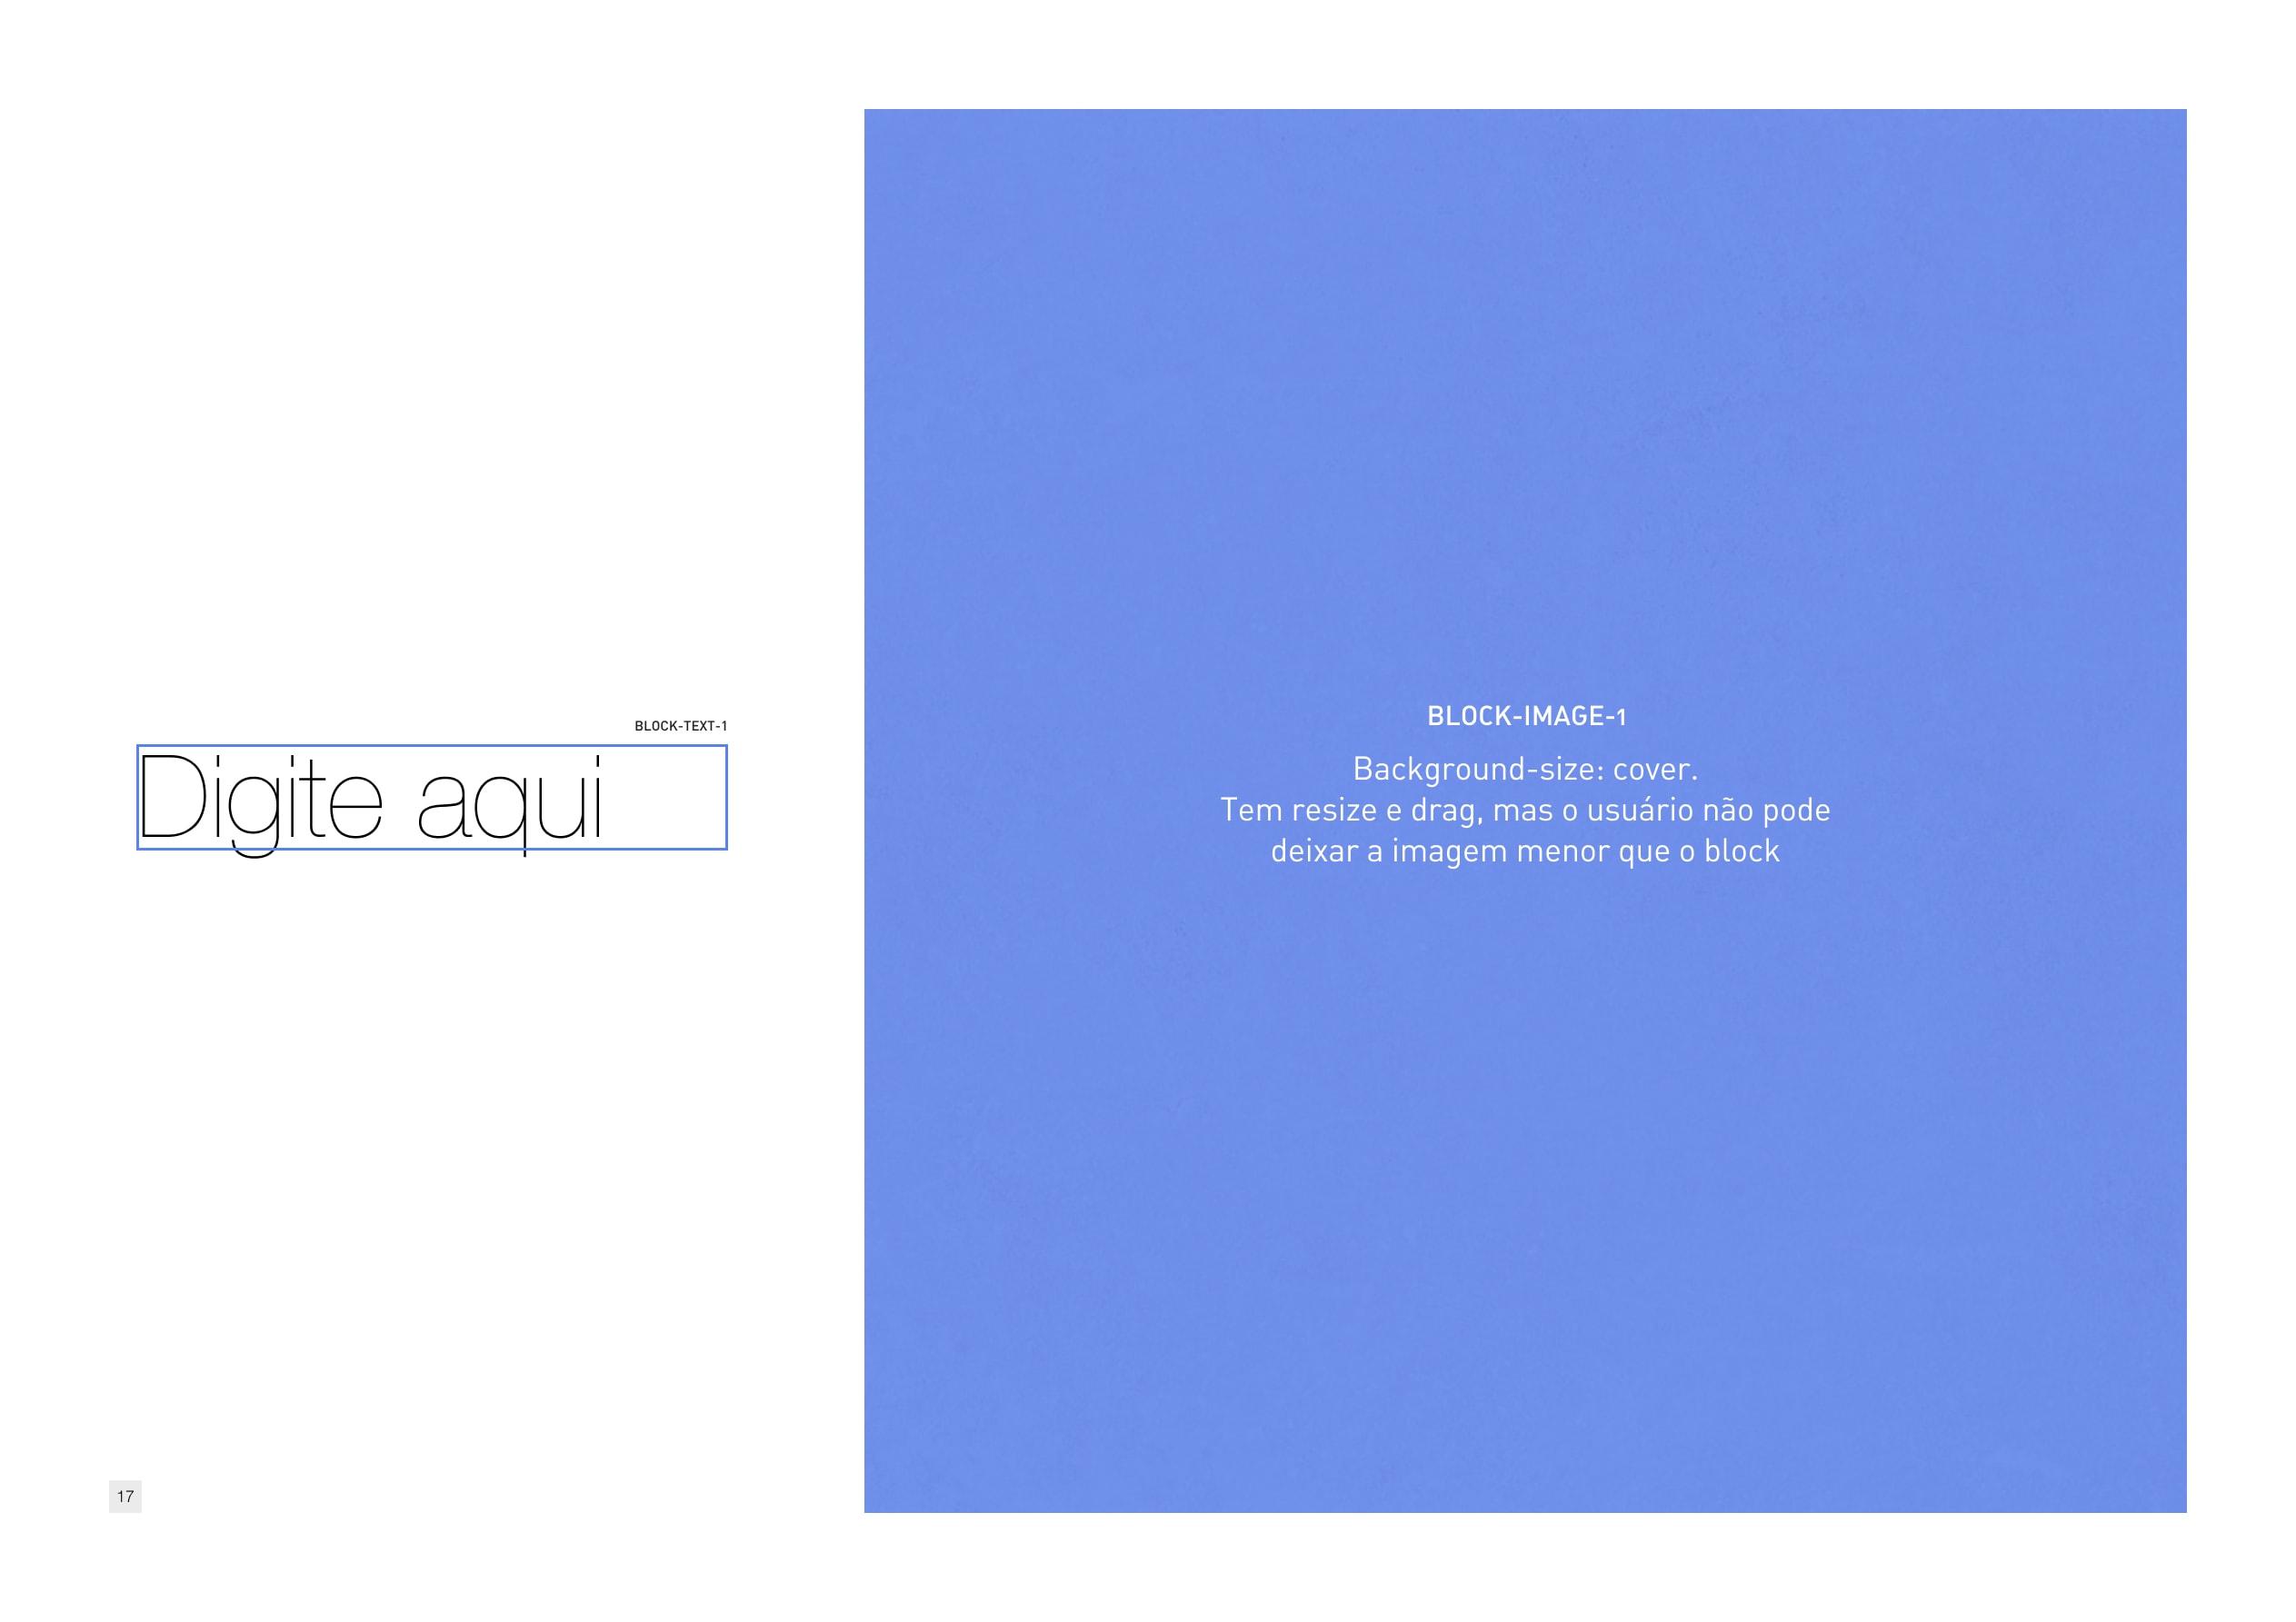 BLOCK-TEXT-1
Digite aqui
BLOCK-IMAGE-1
Background-size: cover.
Tem resize e drag, mas o usuário não pode
deixar a imagem menor que o block
17